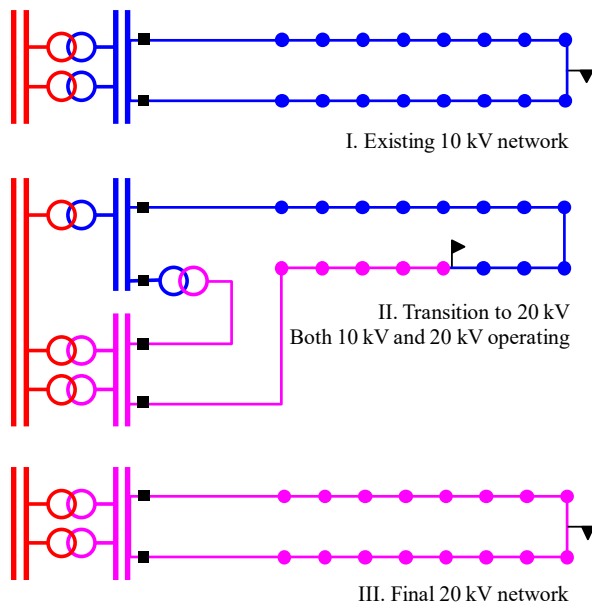 I. Existing 10 kV network
II. Transition to 20 kV
Both 10 kV and 20 kV operating
III. Final 20 kV network